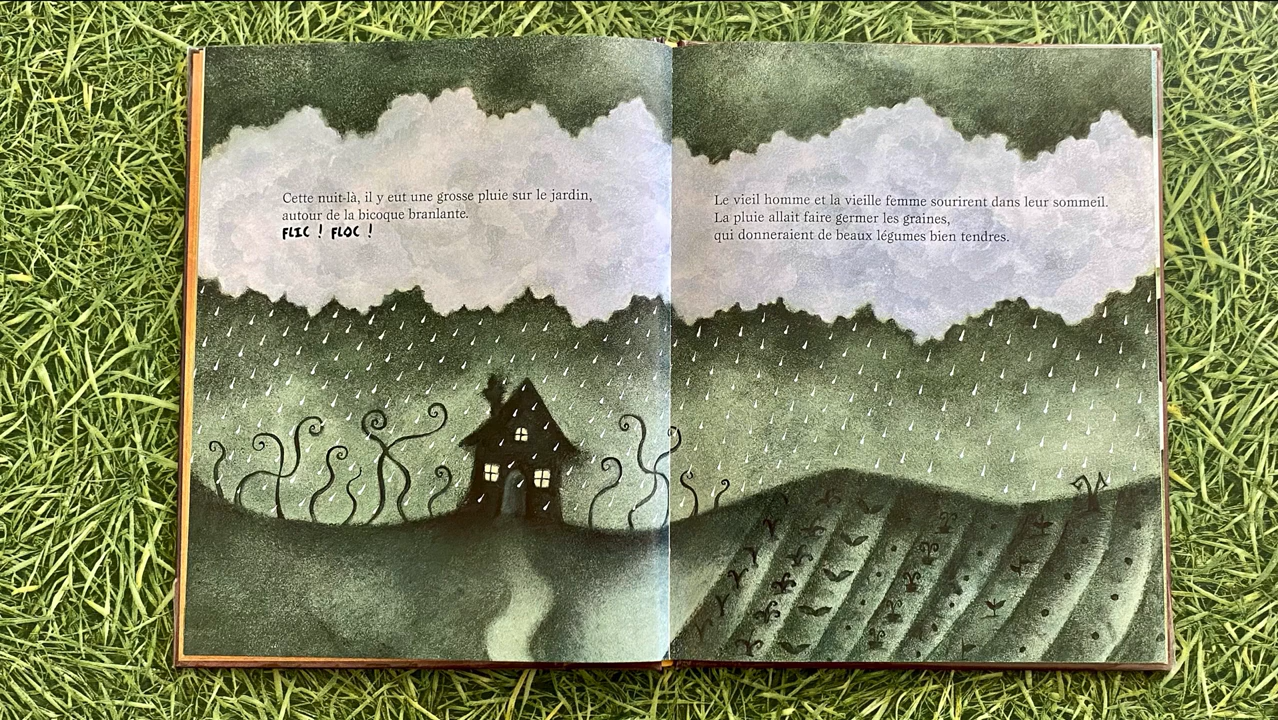 Cette nuit-là, il y eut une grosse pluie sur le jardin,
autour de la bicoque branlante.
FLIC ! FLOC !
Le vieil homme et la vieille femme sourirent dans leur sommeil.
La pluie allait faire germer les graines,
qui donneraient de beaux légumes bien tendres.